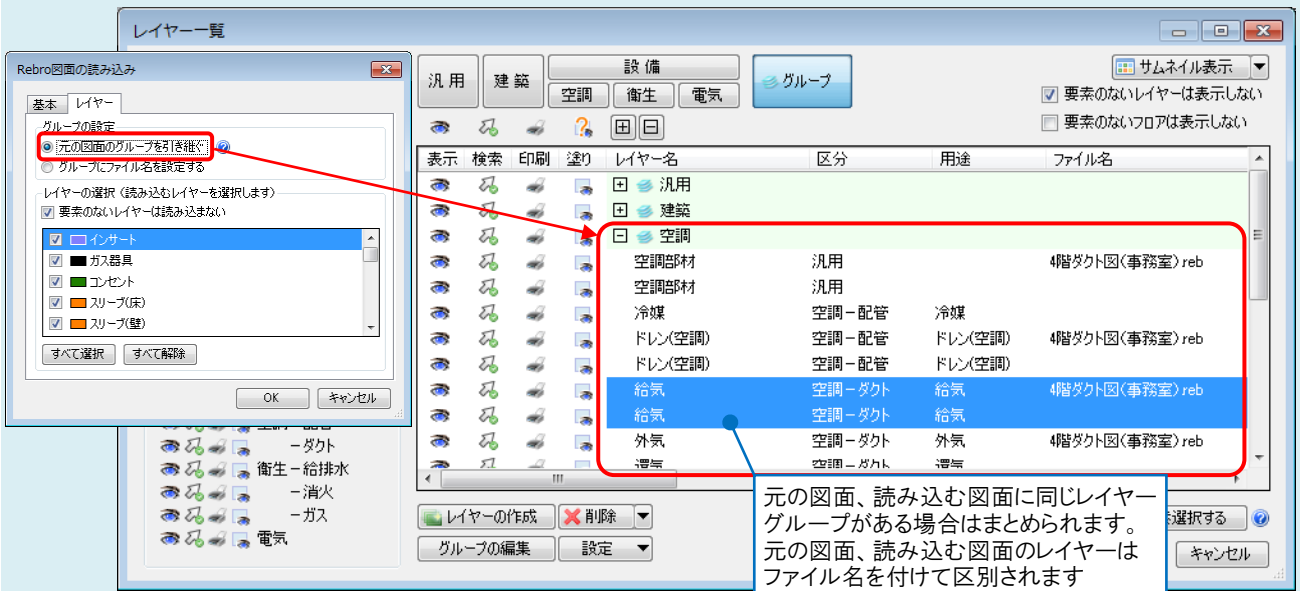 レイヤー一覧
Rebro図面の読み込み
基本 レイヤー
グループの設定
元の図面のグループを引き継ぐ
グループにファイル名を設定する
レイヤーの選択（読み込むレイヤーを選択します）
要素のないレイヤーは読み込まない
インサート
ガス器具
コンセント
スリーブ(床)
スリーブ(壁)
すべて選択 すべて解除
OK キャンセル
汎用 建築 設備
空調 衛生 電気
グループ
サムネイル表示
要素のないレイヤーは表示しない
要素のないフロアは表示しない
表示 検索 印刷 塗り レイヤー名 区分 用途 ファイル名
汎用
建築
空調
空調部材 汎用 4階ダクト図(事務室).reb
空調部材 汎用
冷媒 空調－配管 冷媒
ドレン(空調) 空調－配管 ドレン(空調) 4階ダクト図(事務室).reb
ドレン(空調) 空調－配管 ドレン(空調)
給気 空調－ダクト 給気 4階ダクト図(事務室).reb
給気 空調－ダクト 給気
外気 空調－ダクト 外気 4階ダクト図(事務室).reb
還気 空調－ダクト 還気
空調－配管
－ダクト
衛生－給排水
－消火
－ガス
電気
レイヤーの作成 削除
グループの編集 設定
選択する
キャンセル
元の図面、読み込む図面に同じレイヤー
グループがある場合はまとめられます。
元の図面、読み込む図面のレイヤーは
ファイル名を付けて区別されます